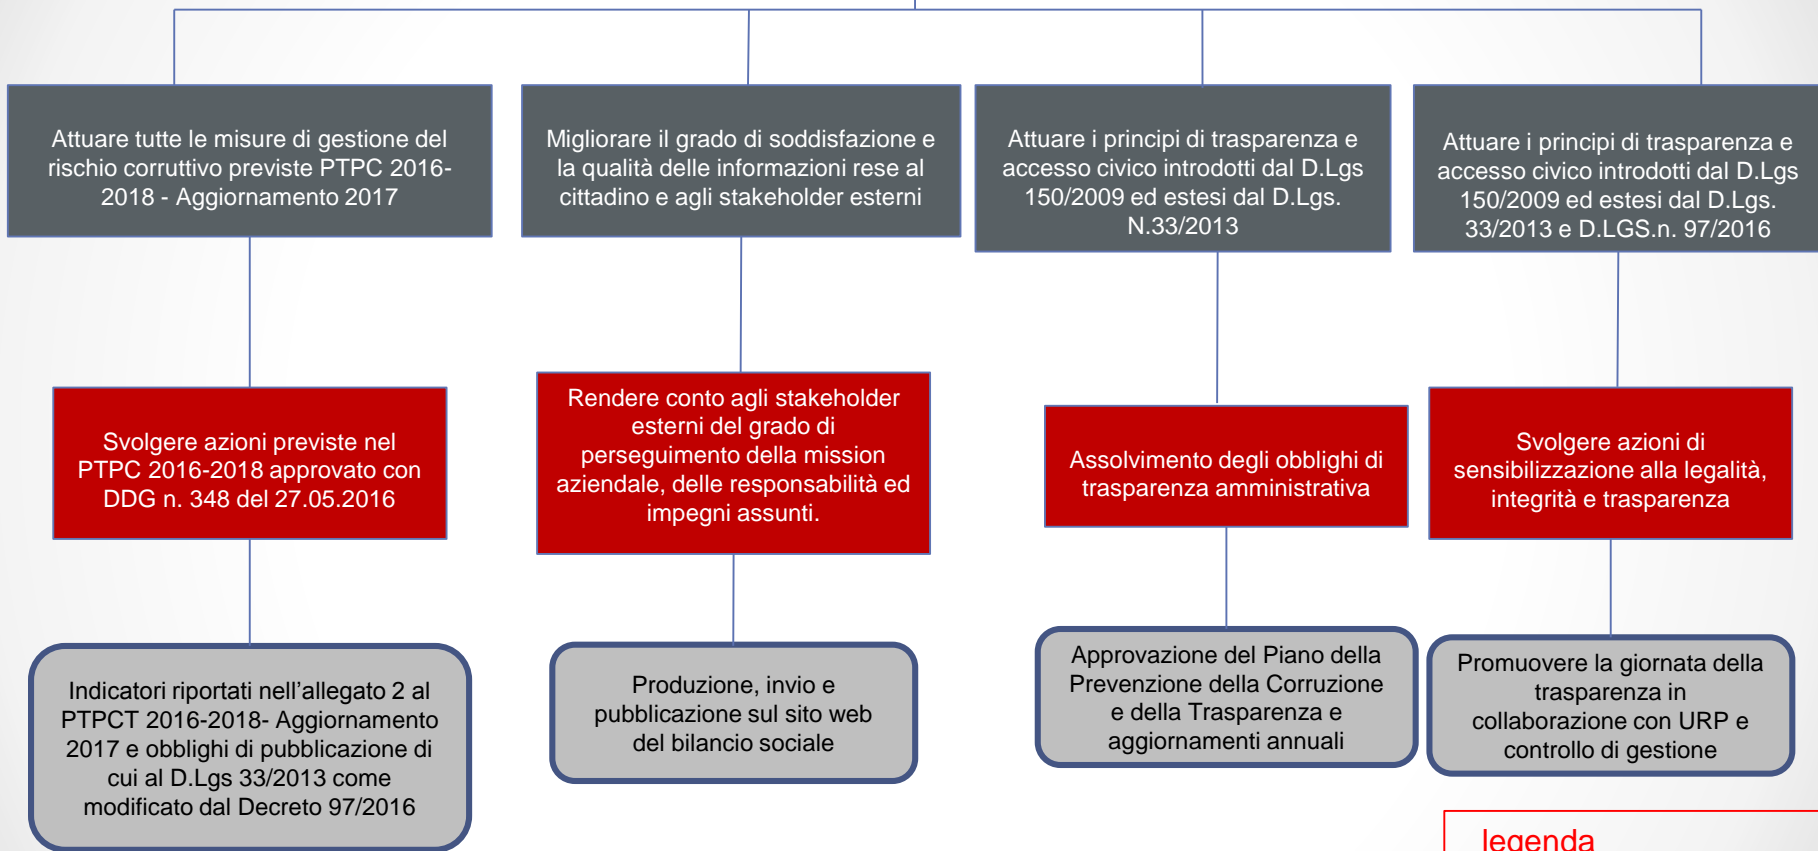 Attuare tutte le misure di gestione del
rischio corruttivo previste PTPC 2016-
2018 - Aggiornamento 2017
Migliorare il grado di soddisfazione e
la qualità delle informazioni rese al
cittadino e agli stakeholder esterni
Attuare i principi di trasparenza e
accesso civico introdotti dal D.Lgs
150/2009 ed estesi dal D.Lgs.
N.33/2013
Attuare i principi di trasparenza e
accesso civico introdotti dal D.Lgs
150/2009 ed estesi dal D.Lgs.
33/2013 e D.LGS.n. 97/2016
Svolgere azioni previste nel
PTPC 2016-2018 approvato con
DDG n. 348 del 27.05.2016
Rendere conto agli stakeholder
esterni del grado di
perseguimento della mission
aziendale, delle responsabilità ed
impegni assunti.
Assolvimento degli obblighi di
trasparenza amministrativa
Svolgere azioni di
sensibilizzazione alla legalità,
integrità e trasparenza
Indicatori riportati nell’allegato 2 al
PTPCT 2016-2018- Aggiornamento
2017 e obblighi di pubblicazione di
cui al D.Lgs 33/2013 come
modificato dal Decreto 97/2016
Produzione, invio e
pubblicazione sul sito web
del bilancio sociale
Approvazione del Piano della
Prevenzione della Corruzione
e della Trasparenza e
aggiornamenti annuali
Promuovere la giornata della
trasparenza in
collaborazione con URP e
controllo di gestione
legenda